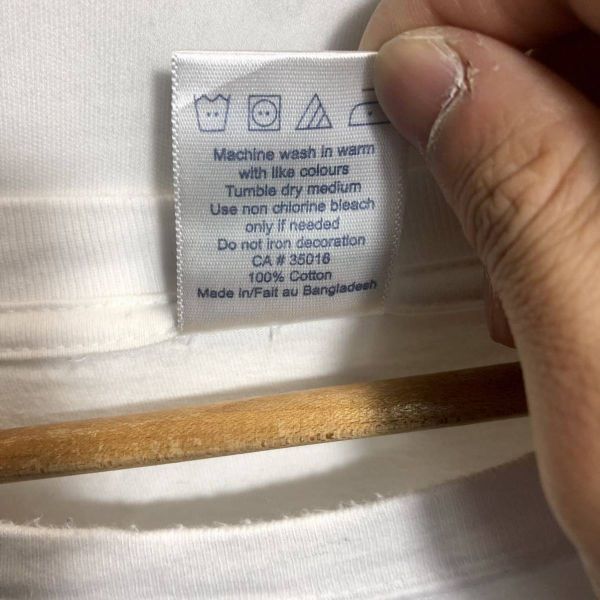 Machine wash in warm
with like colours
Tumble dry medium
Use non chlorine bleach
only if needed
Do not iron decoration
CA # 35016
100% Cotton
Made in/Fait au Bangladesh